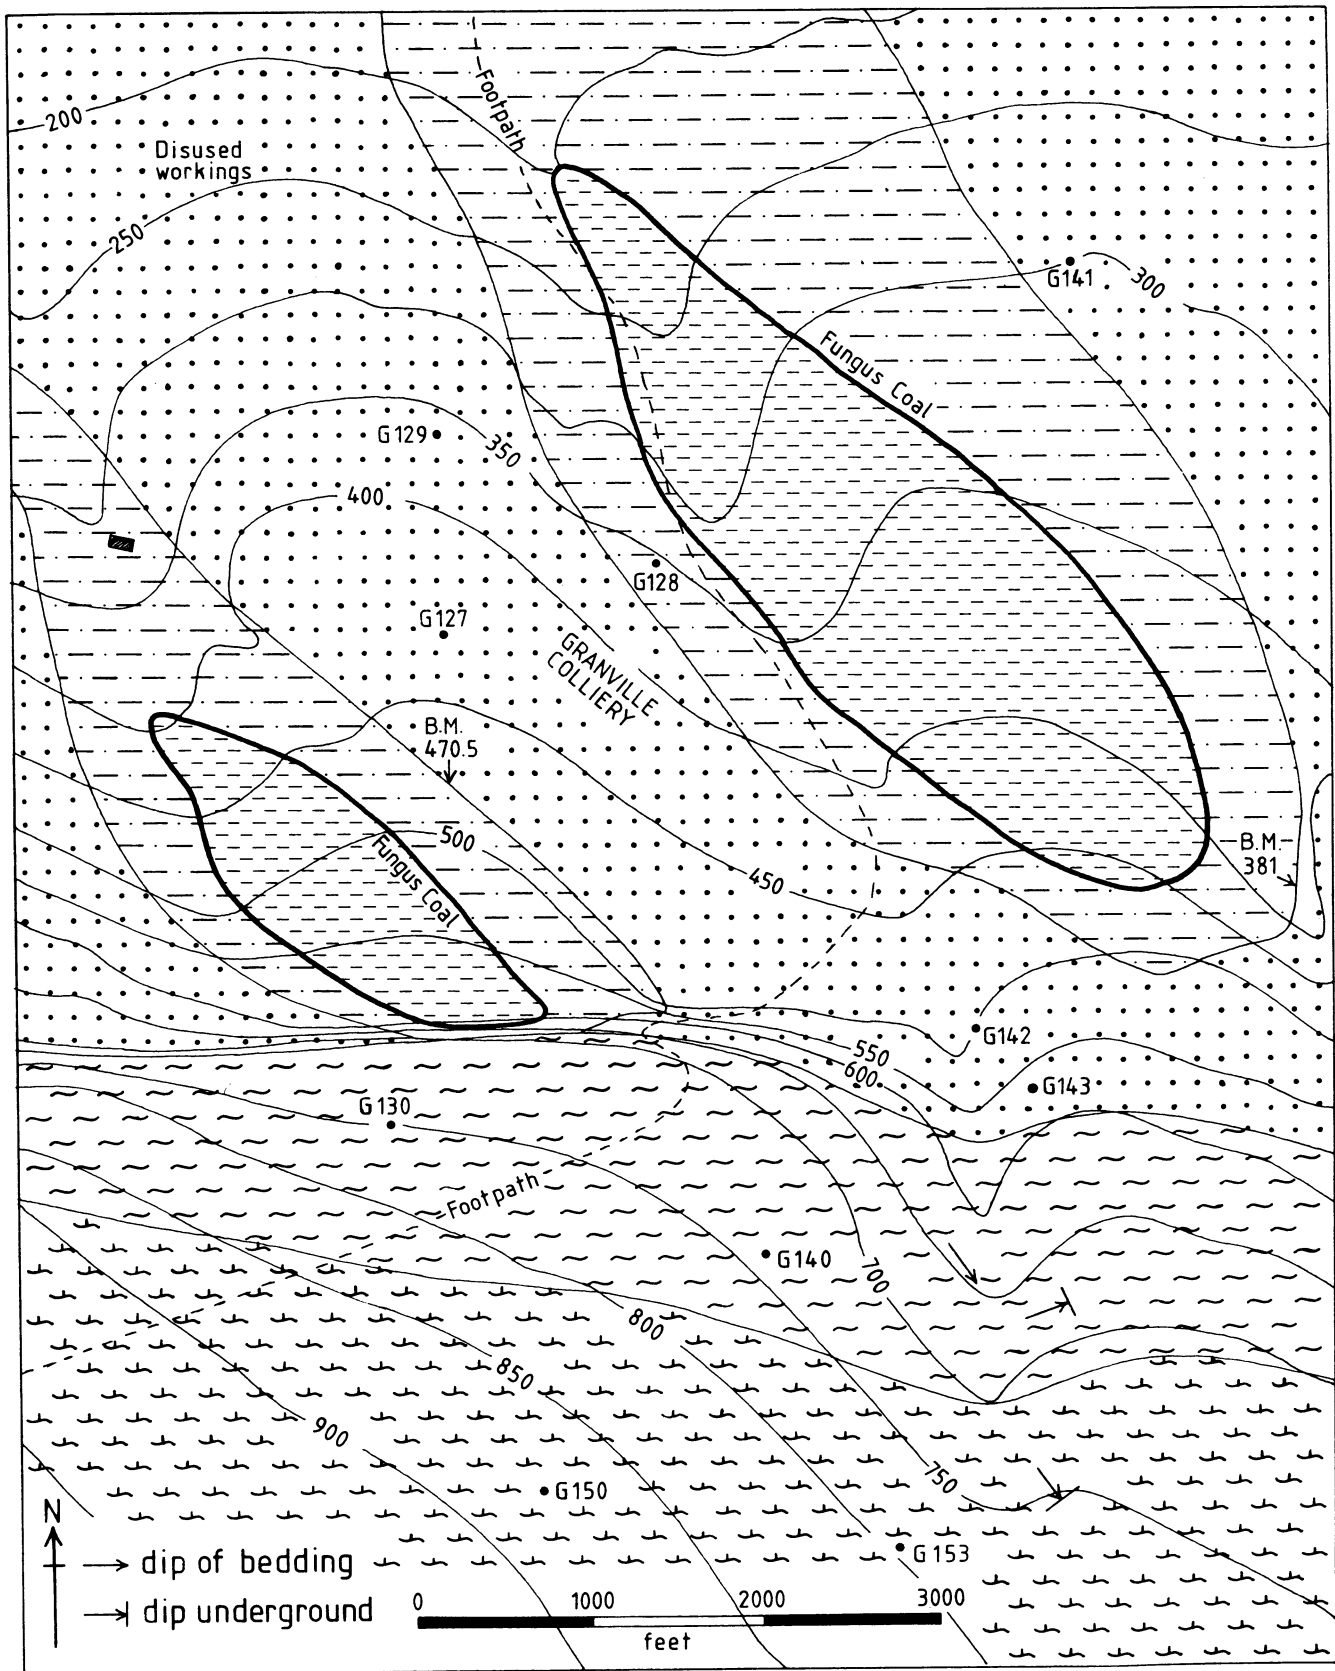 Footpath
200
Disused
workings
250
G141
300
Fungus Coal
G129
350
400
G128
G127
GRANVILLE
COLLIERY
B.M.
470.5
500
Fungus Coal
B.M.
381
450
G142
550
600
G143
G130
Footpath
G140
700
800
850
900
750
G150
N
G153
dip of bedding
dip underground
0 1000 2000 3000
feet